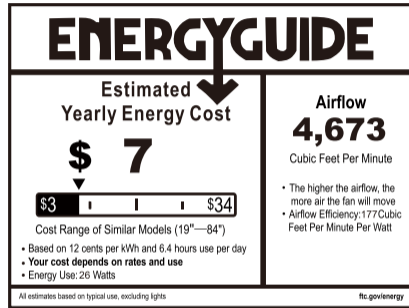 ENERGYGUIDE
Estimated
Yearly Energy Cost
$ 7
$3 $34
Cost Range of Similar Models (19"—84")
• Based on 12 cents per kWh and 6.4 hours use per day
• Your cost depends on rates and use
• Energy Use: 26 Watts
Airflow
4,673
Cubic Feet Per Minute
• The higher the airflow, the
more air the fan will move
• Airflow Efficiency:177Cubic
Feet Per Minute Per Watt
All estimates based on typical use, excluding lights
ftc.gov/energy